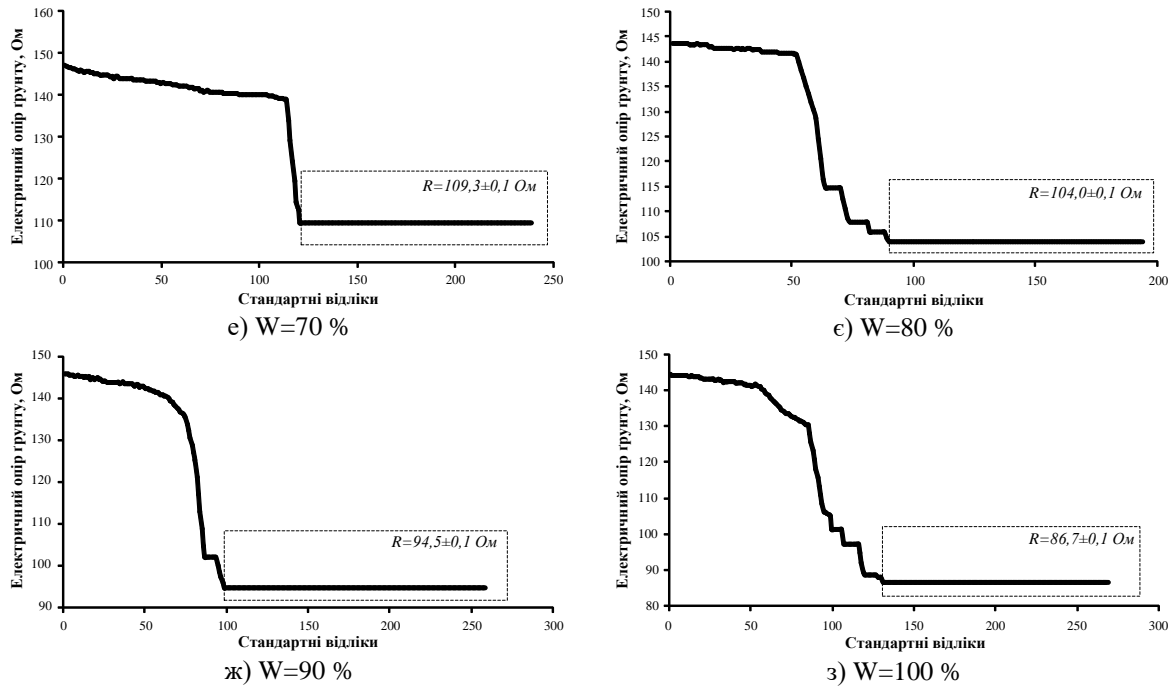 160
150
140
130
120
110
100
Електричний опір ґрунту, Ом
R=109,3±0,1 Ом
0 50 100 150 200 250
Стандартні відліки
е) W=70 %
150
145
140
135
130
125
120
115
110
105
100
Електричний опір ґрунту, Ом
R=104,0±0,1 Ом
0 50 100 150 200
Стандартні відліки
є) W=80 %
150
140
130
120
110
100
90
Електричний опір ґрунту, Ом
R=94,5±0,1 Ом
0 50 100 150 200 250 300
Стандартні відліки
ж) W=90 %
150
140
130
120
110
100
90
80
Електричний опір ґрунту, Ом
R=86,7±0,1 Ом
0 50 100 150 200 250 300
Стандартні відліки
з) W=100 %